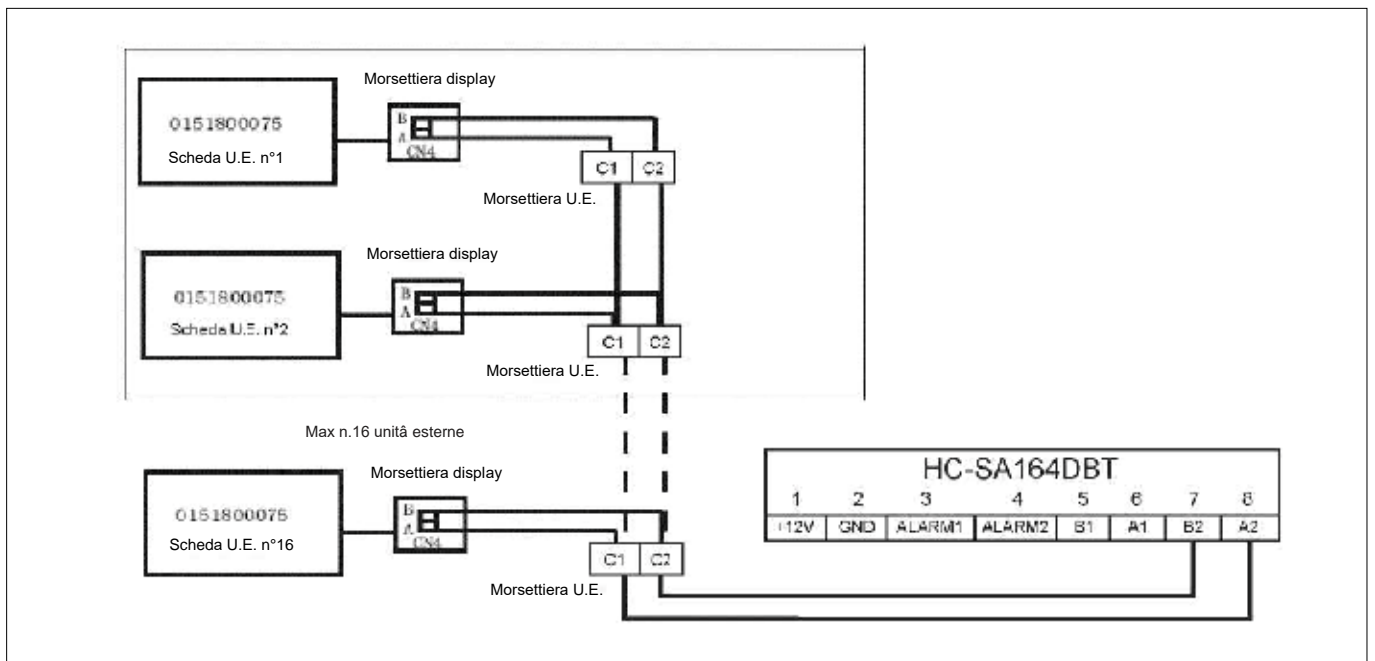 Morsettiera display
0151800075
Scheda U.E. n°1
B
A
CN4
C1 C2
Morsettiera U.E.
Morsettiera display
0151800075
Scheda U.E. n°2
B
A
CN4
C1 C2
Morsettiera U.E.
Max n.16 unitâ esterne
Morsettiera display
0151800075
Scheda U.E. n°16
B
A
CN4
C1 C2
Morsettiera U.E.
HC-SA164DBT
1 2 3 4 5 6 7 8
+12V GND ALARM1 ALARM2 B1 A1 B2 A2